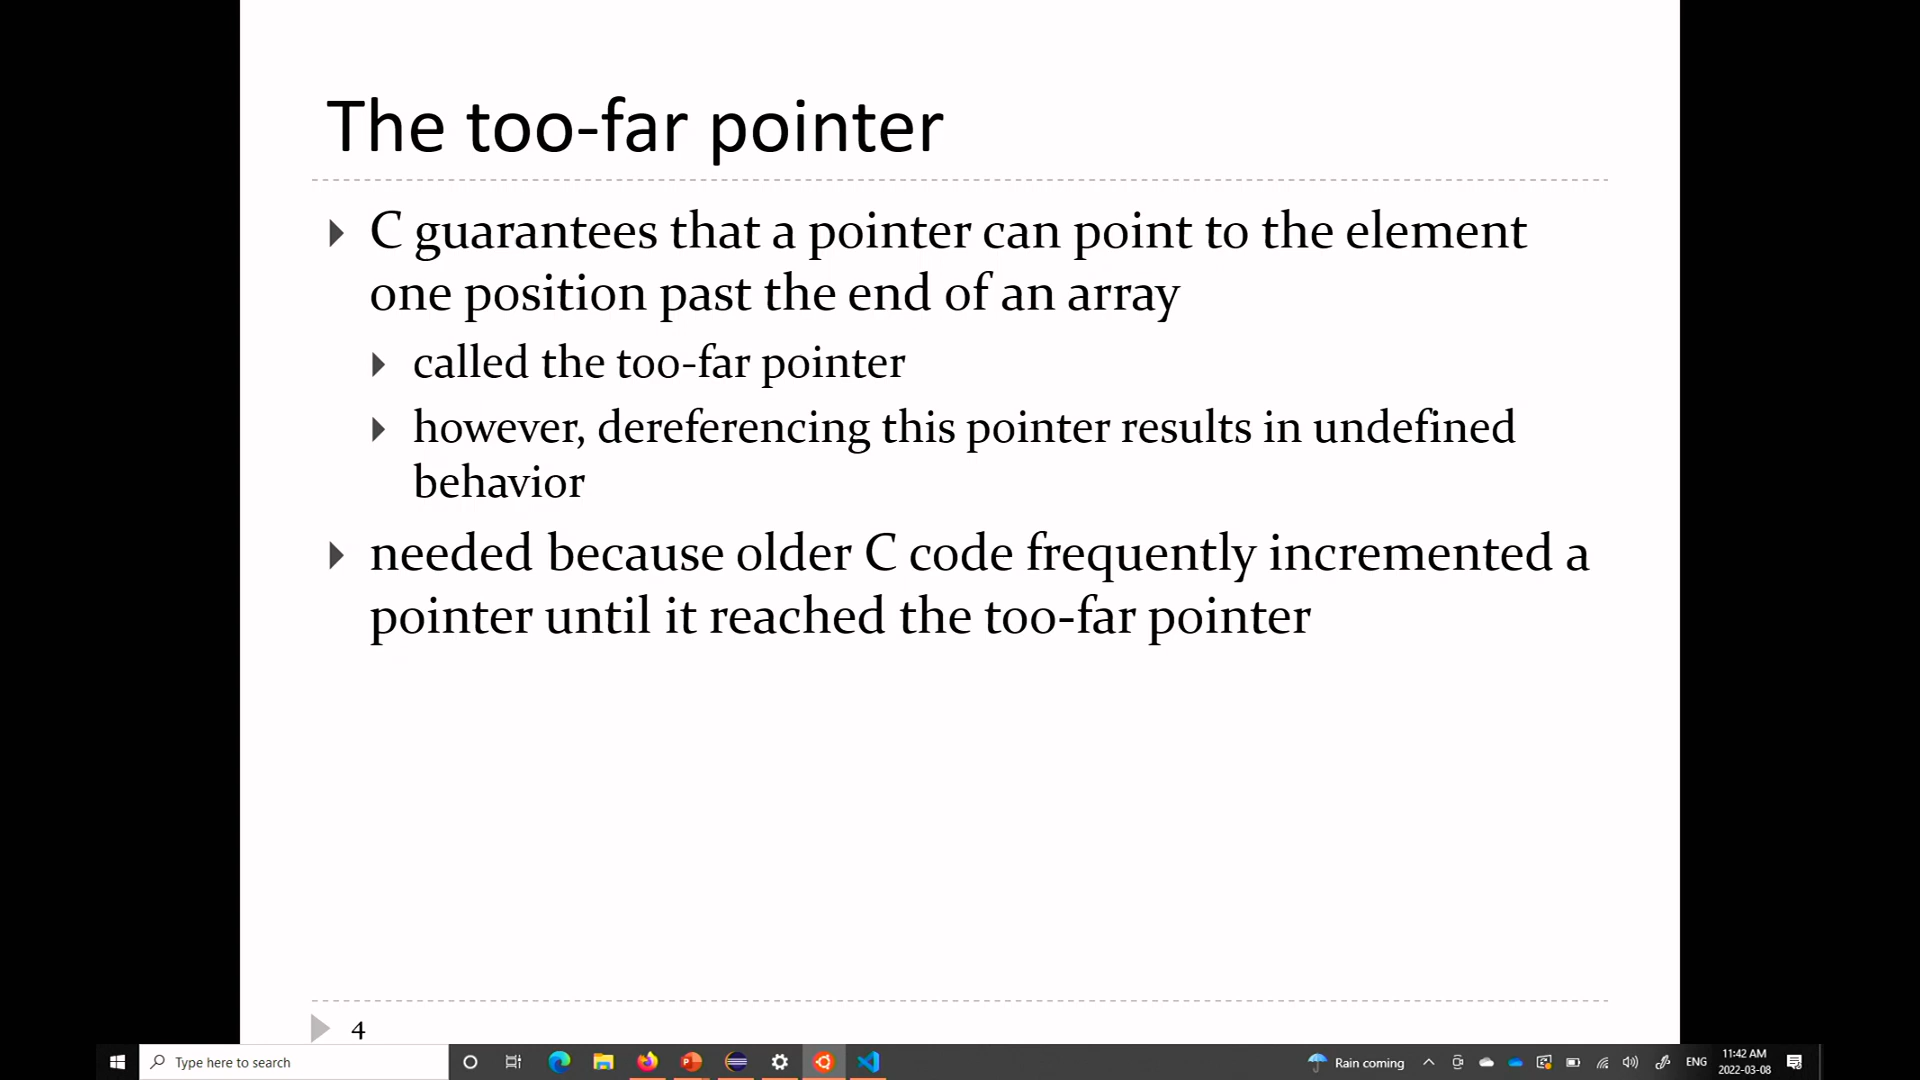 The too-far pointer
C guarantees that a pointer can point to the element
one position past the end of an array
called the too-far pointer
however, dereferencing this pointer results in undefined
behavior
needed because older C code frequently incremented a
pointer until it reached the too-far pointer
4
Type here to search
Rain coming
ENG
11:42 AM
2022-03-08